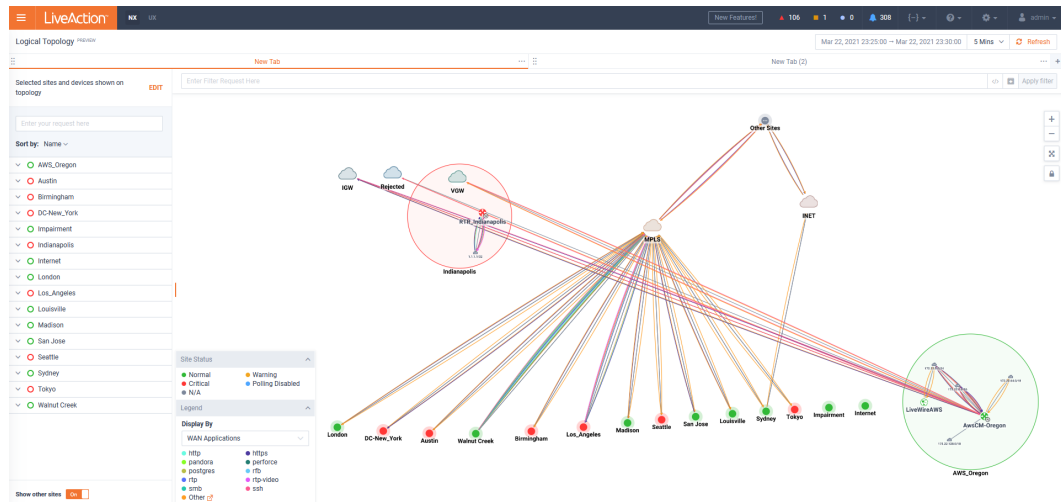 LiveAction
NX UX
New Features! 106 1 0 308 {-} admin
Logical Topology PREVIEW
Mar 22, 2021 23:25:00 – Mar 22, 2021 23:30:00 5 Mins Refresh
New Tab ... New Tab (2) ... +
Selected sites and devices shown on topology
EDIT
Enter Filter Request Here
Apply filter
Enter your request here
Sort by: Name
AWS_Oregon
Austin
Birmingham
DC-New_York
Impairment
Indianapolis
Internet
London
Los_Angeles
Louisville
Madison
San Jose
Seattle
Sydney
Tokyo
Walnut Creek
Show other sites On
Site Status
Normal Warning
Critical Polling Disabled
N/A
Legend
Display By
WAN Applications
http https
pandora perforce
postgres rfb
rtp rtp-video
smb ssh
Other
Other Sites
IGW
Rejected
VGW
RTR_Indianapolis
Indianapolis
INET
MPLS
London
DC-New_York
Austin
Walnut Creek
Birmingham
Los_Angeles
Madison
Seattle
San Jose
Louisville
Sydney
Tokyo
Impairment
Internet
LiveWireAWS
AwsCM-Oregon
AWS_Oregon